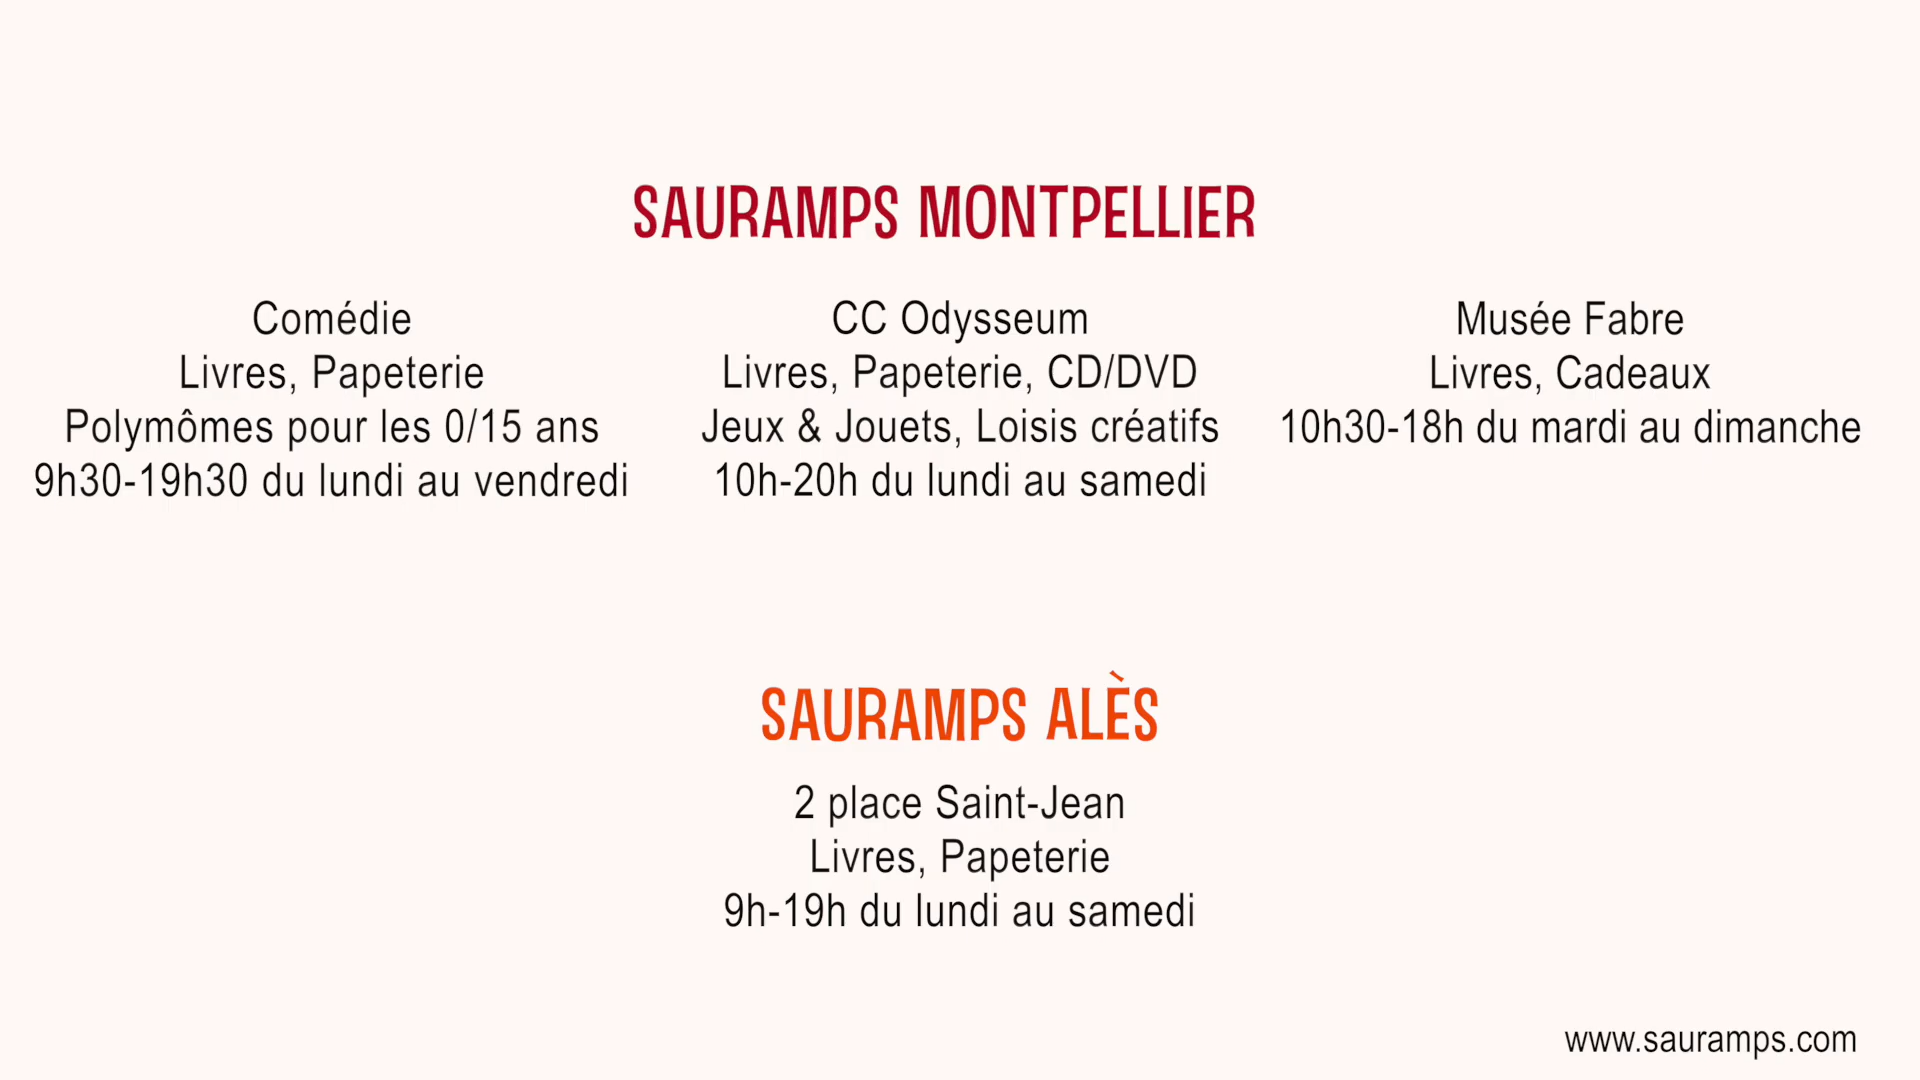 SAURAMPS MONTPELLIER
Comédie
Livres, Papeterie
Polymômes pour les 0/15 ans
9h30-19h30 du lundi au vendredi
CC Odysseum
Livres, Papeterie, CD/DVD
Jeux & Jouets, Loisis créatifs
10h-20h du lundi au samedi
Musée Fabre
Livres, Cadeaux
10h30-18h du mardi au dimanche
SAURAMPS ALÈS
2 place Saint-Jean
Livres, Papeterie
9h-19h du lundi au samedi
www.sauramps.com